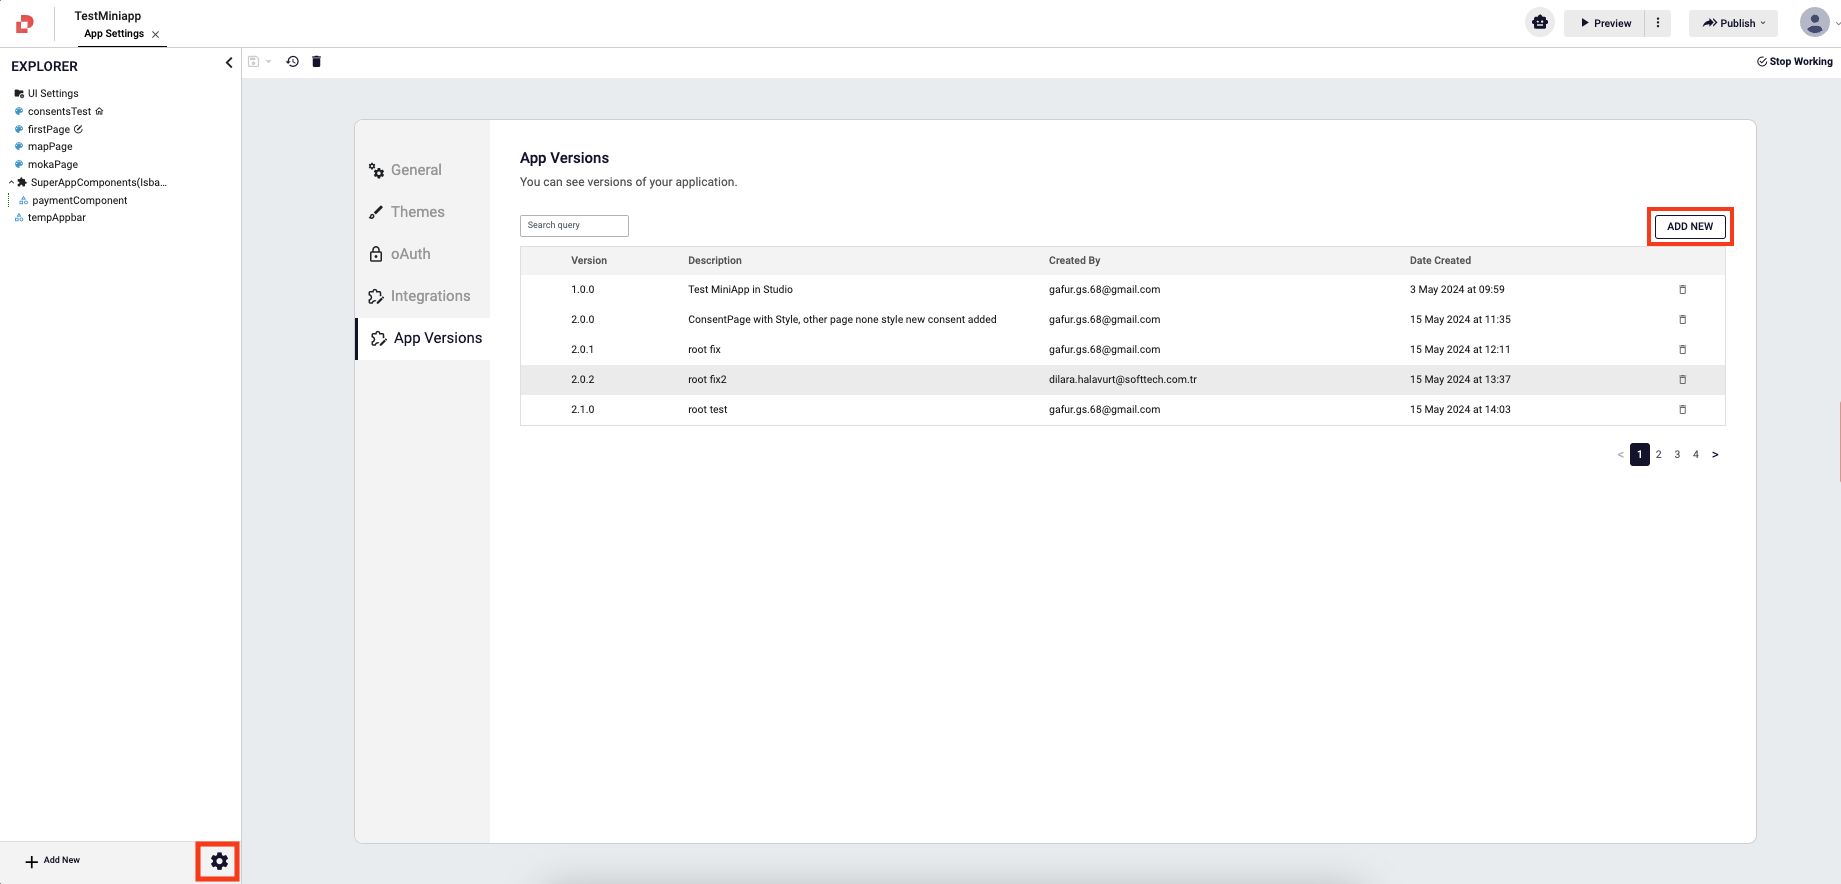 TestMiniapp
App Settings
Preview
Publish
EXPLORER
Stop Working
UI Settings
consentsTest
firstPage
mapPage
mokaPage
SuperAppComponents(Isba...
paymentComponent
tempAppbar
General
Themes
oAuth
Integrations
App Versions
App Versions
You can see versions of your application.
Search query
ADD NEW
Version Description Created By Date Created
1.0.0 Test MiniApp in Studio gafur.gs.68@gmail.com 3 May 2024 at 09:59
2.0.0 ConsentPage with Style, other page none style new consent added gafur.gs.68@gmail.com 15 May 2024 at 11:35
2.0.1 root fix gafur.gs.68@gmail.com 15 May 2024 at 12:11
2.0.2 root fix2 dilara.halavurt@softtech.com.tr 15 May 2024 at 13:37
2.1.0 root test gafur.gs.68@gmail.com 15 May 2024 at 14:03
< 1 2 3 4 >
Add New